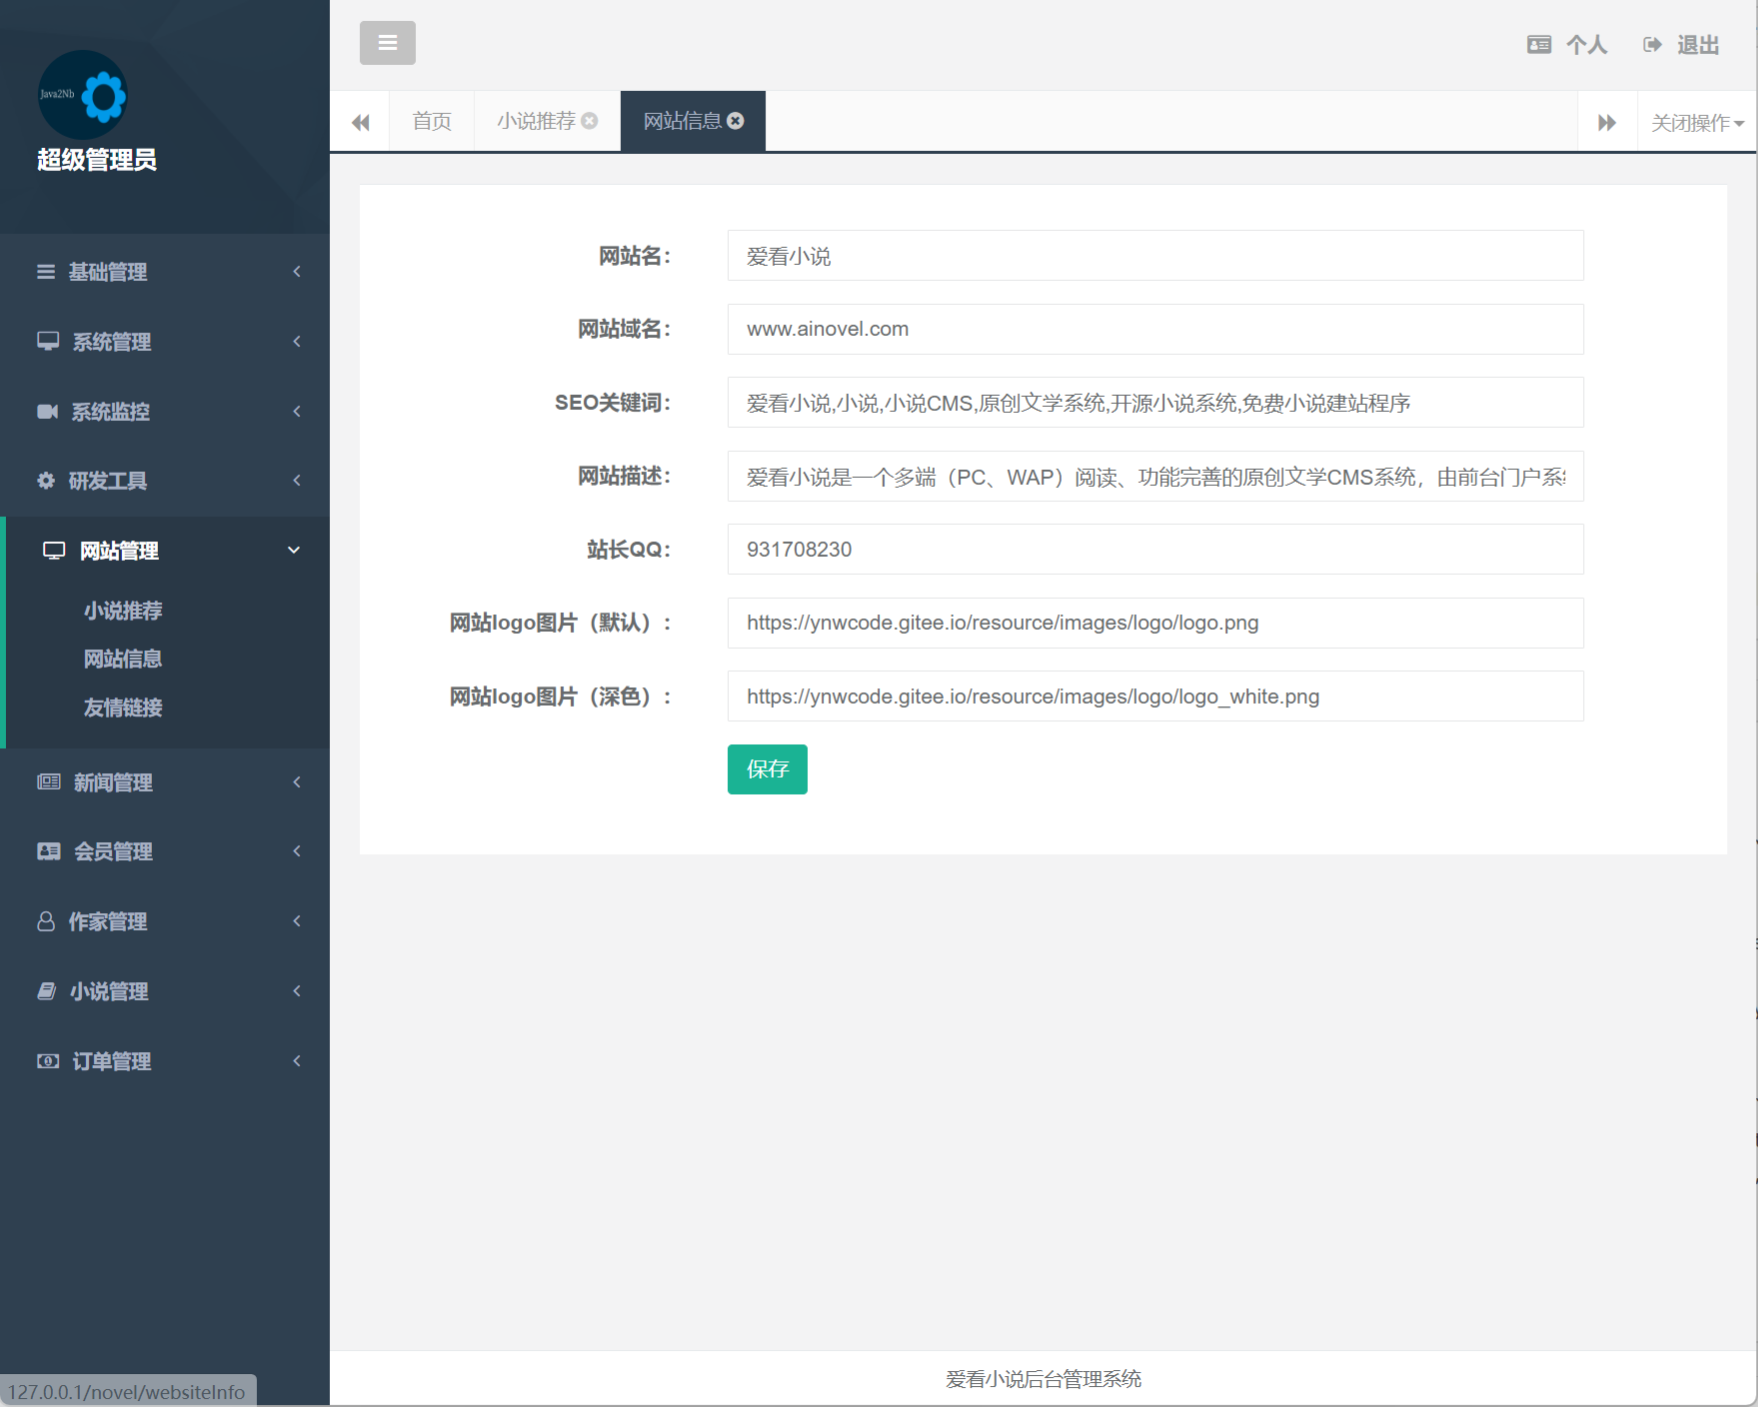 Java2Nb
超级管理员
基础管理
系统管理
系统监控
研发工具
网站管理
小说推荐
网站信息
友情链接
新闻管理
会员管理
作家管理
小说管理
订单管理
127.0.0.1/novel/websiteInfo
个人 退出
首页 小说推荐 网站信息 关闭操作
网站名： 爱看小说
网站域名： www.ainovel.com
SEO关键词： 爱看小说,小说,小说CMS,原创文学系统,开源小说系统,免费小说建站程序
网站描述： 爱看小说是一个多端（PC、WAP）阅读、功能完善的原创文学CMS系统，由前台门户系
站长QQ： 931708230
网站logo图片（默认）： https://ynwcode.gitee.io/resource/images/logo/logo.png
网站logo图片（深色）： https://ynwcode.gitee.io/resource/images/logo/logo_white.png
保存
爱看小说后台管理系统